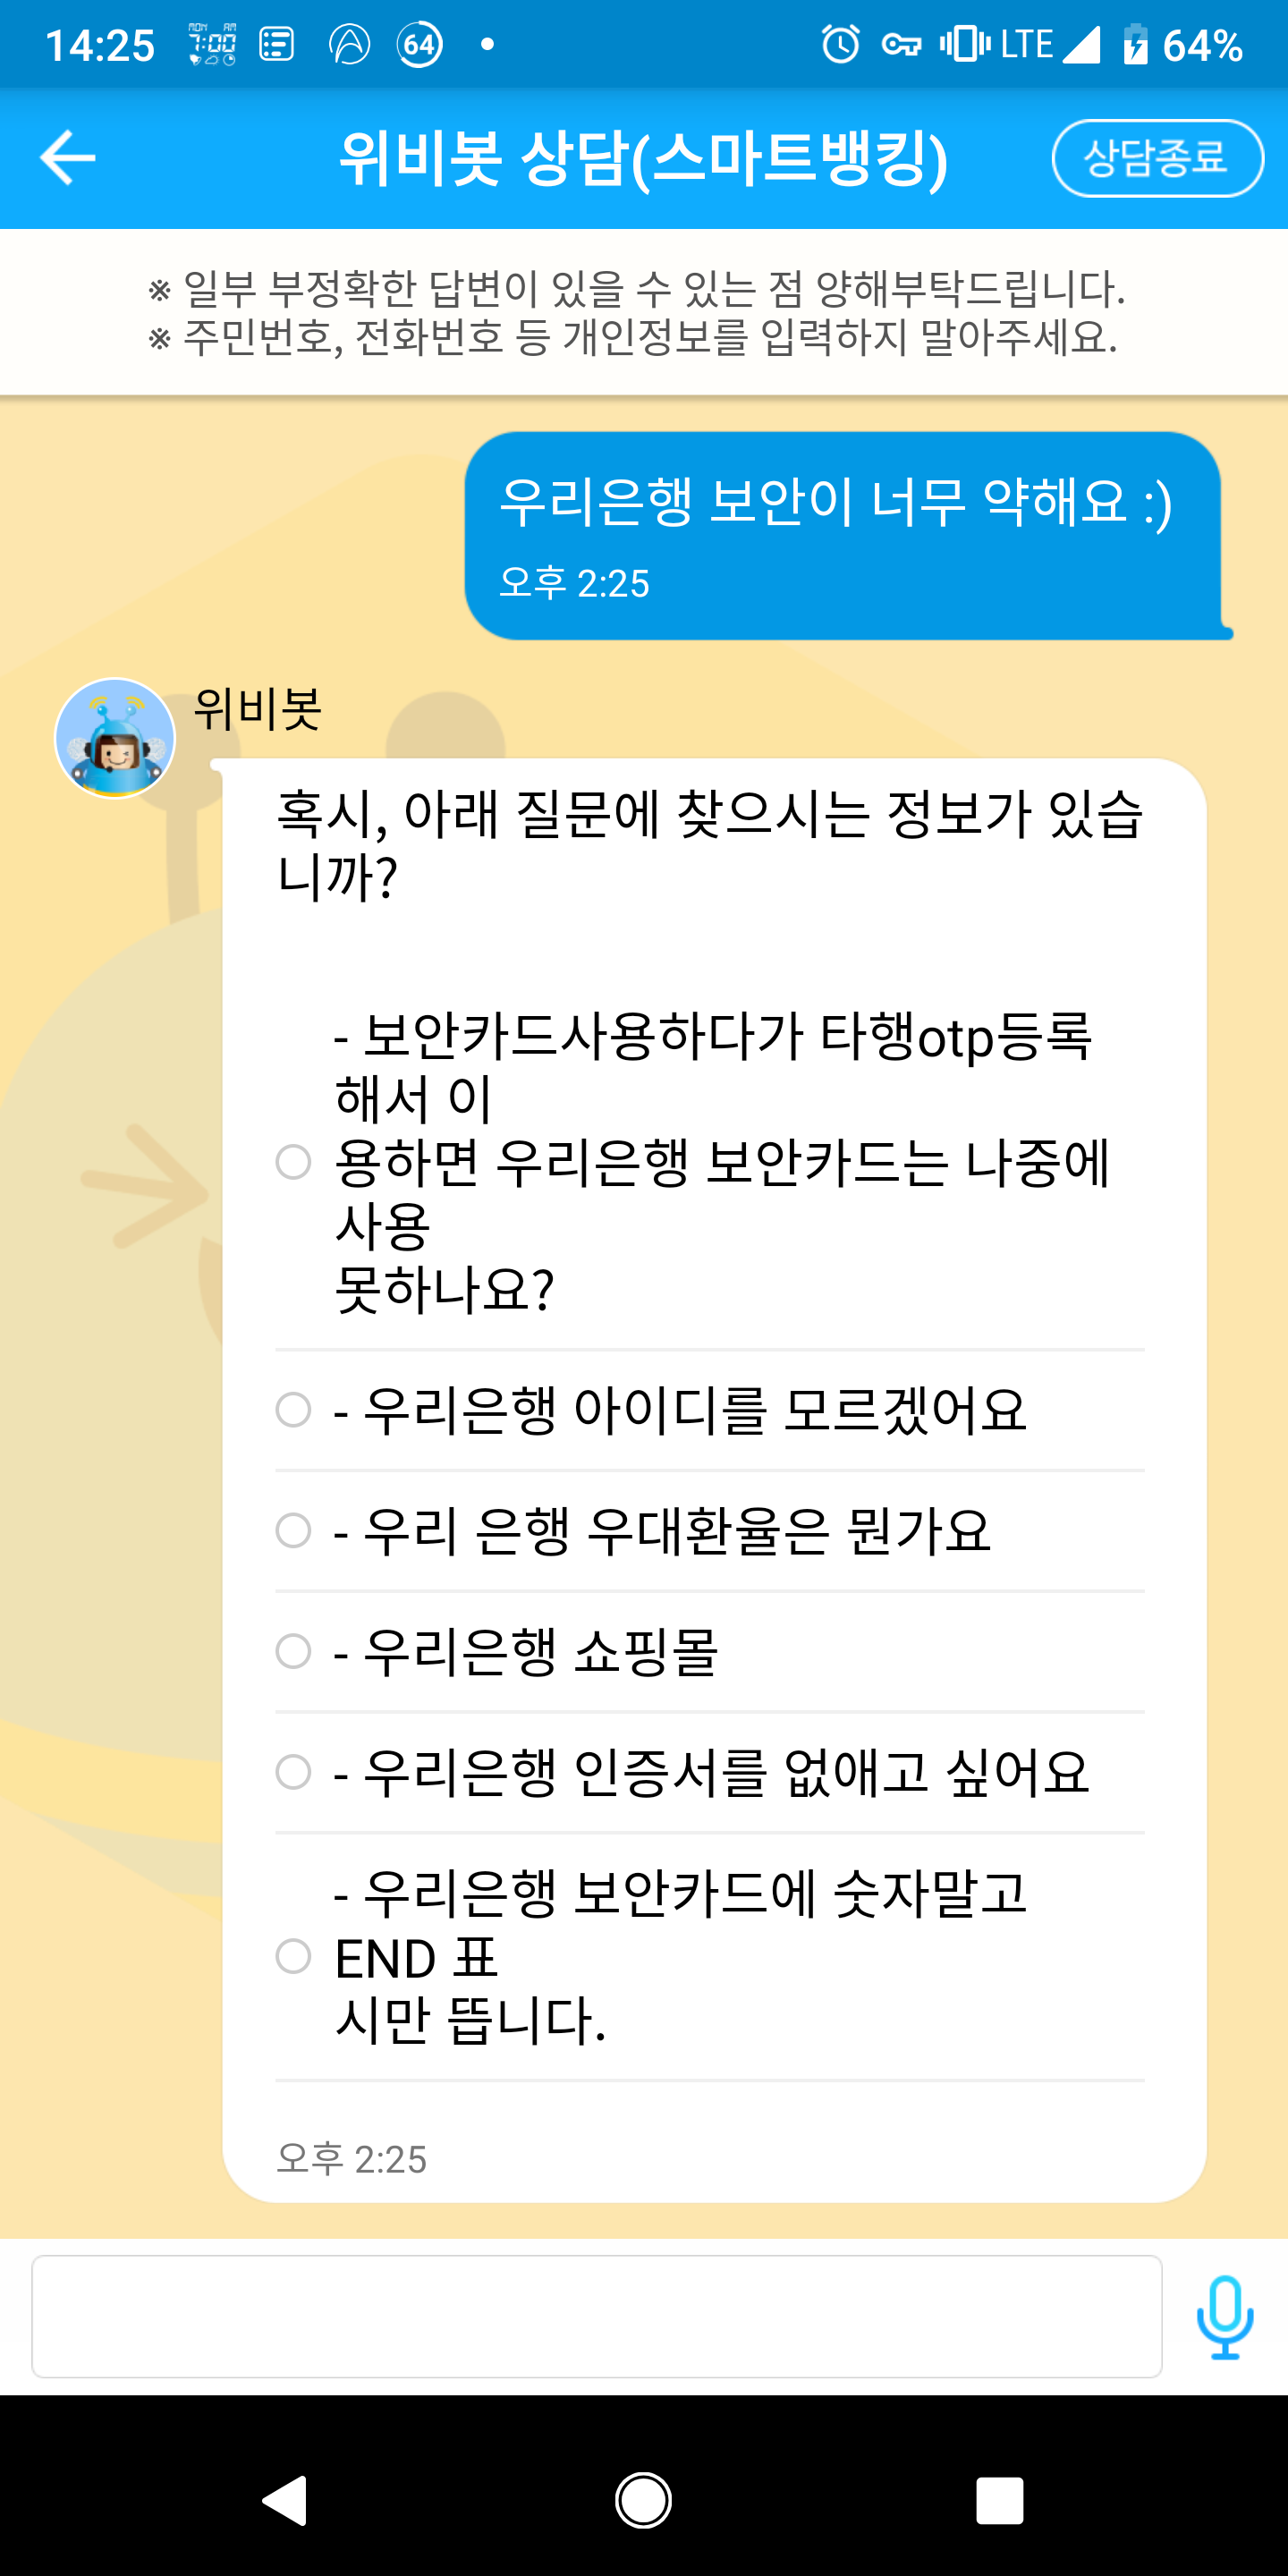 14:25
MON AM
7:00
64
LTE
64%
위비봇 상담(스마트뱅킹)
상담종료
※ 일부 부정확한 답변이 있을 수 있는 점 양해부탁드립니다.
※ 주민번호, 전화번호 등 개인정보를 입력하지 말아주세요.
우리은행 보안이 너무 약해요 :)
오후 2:25
위비봇
혹시, 아래 질문에 찾으시는 정보가 있습
니까?
- 보안카드사용하다가 타행otp등록
해서 이
용하면 우리은행 보안카드는 나중에
사용
못하나요?
- 우리은행 아이디를 모르겠어요
- 우리 은행 우대환율은 뭔가요
- 우리은행 쇼핑몰
- 우리은행 인증서를 없애고 싶어요
- 우리은행 보안카드에 숫자말고
END 표
시만 뜹니다.
오후 2:25